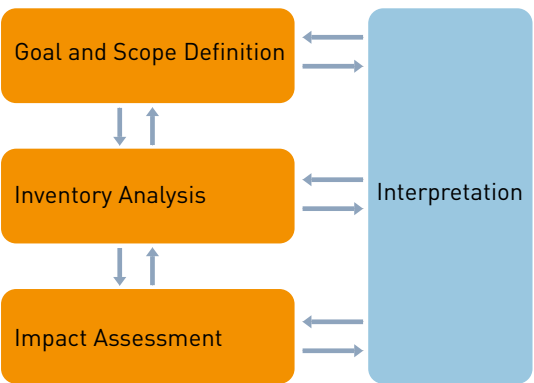 Goal and Scope Definition
Inventory Analysis
Interpretation
Impact Assessment